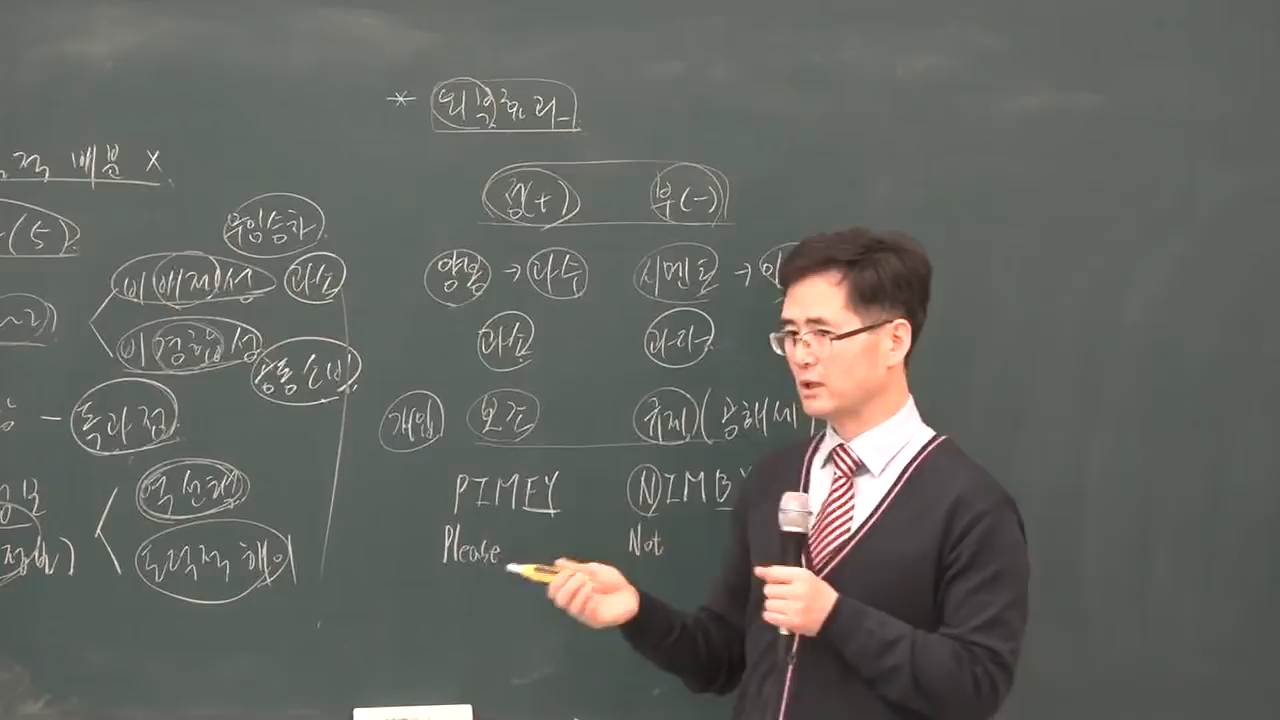 * 외부효과
적 배분 X
(5)
무임승차
비배제성 과소
비경합성
공동소비
독과점
역선택
도덕적 해이
정(+) 부(-)
양봉 → 과수 시멘트 →
과소 과다
개입 보조 규제(공해세
PIMFY NIMBY
Please Not